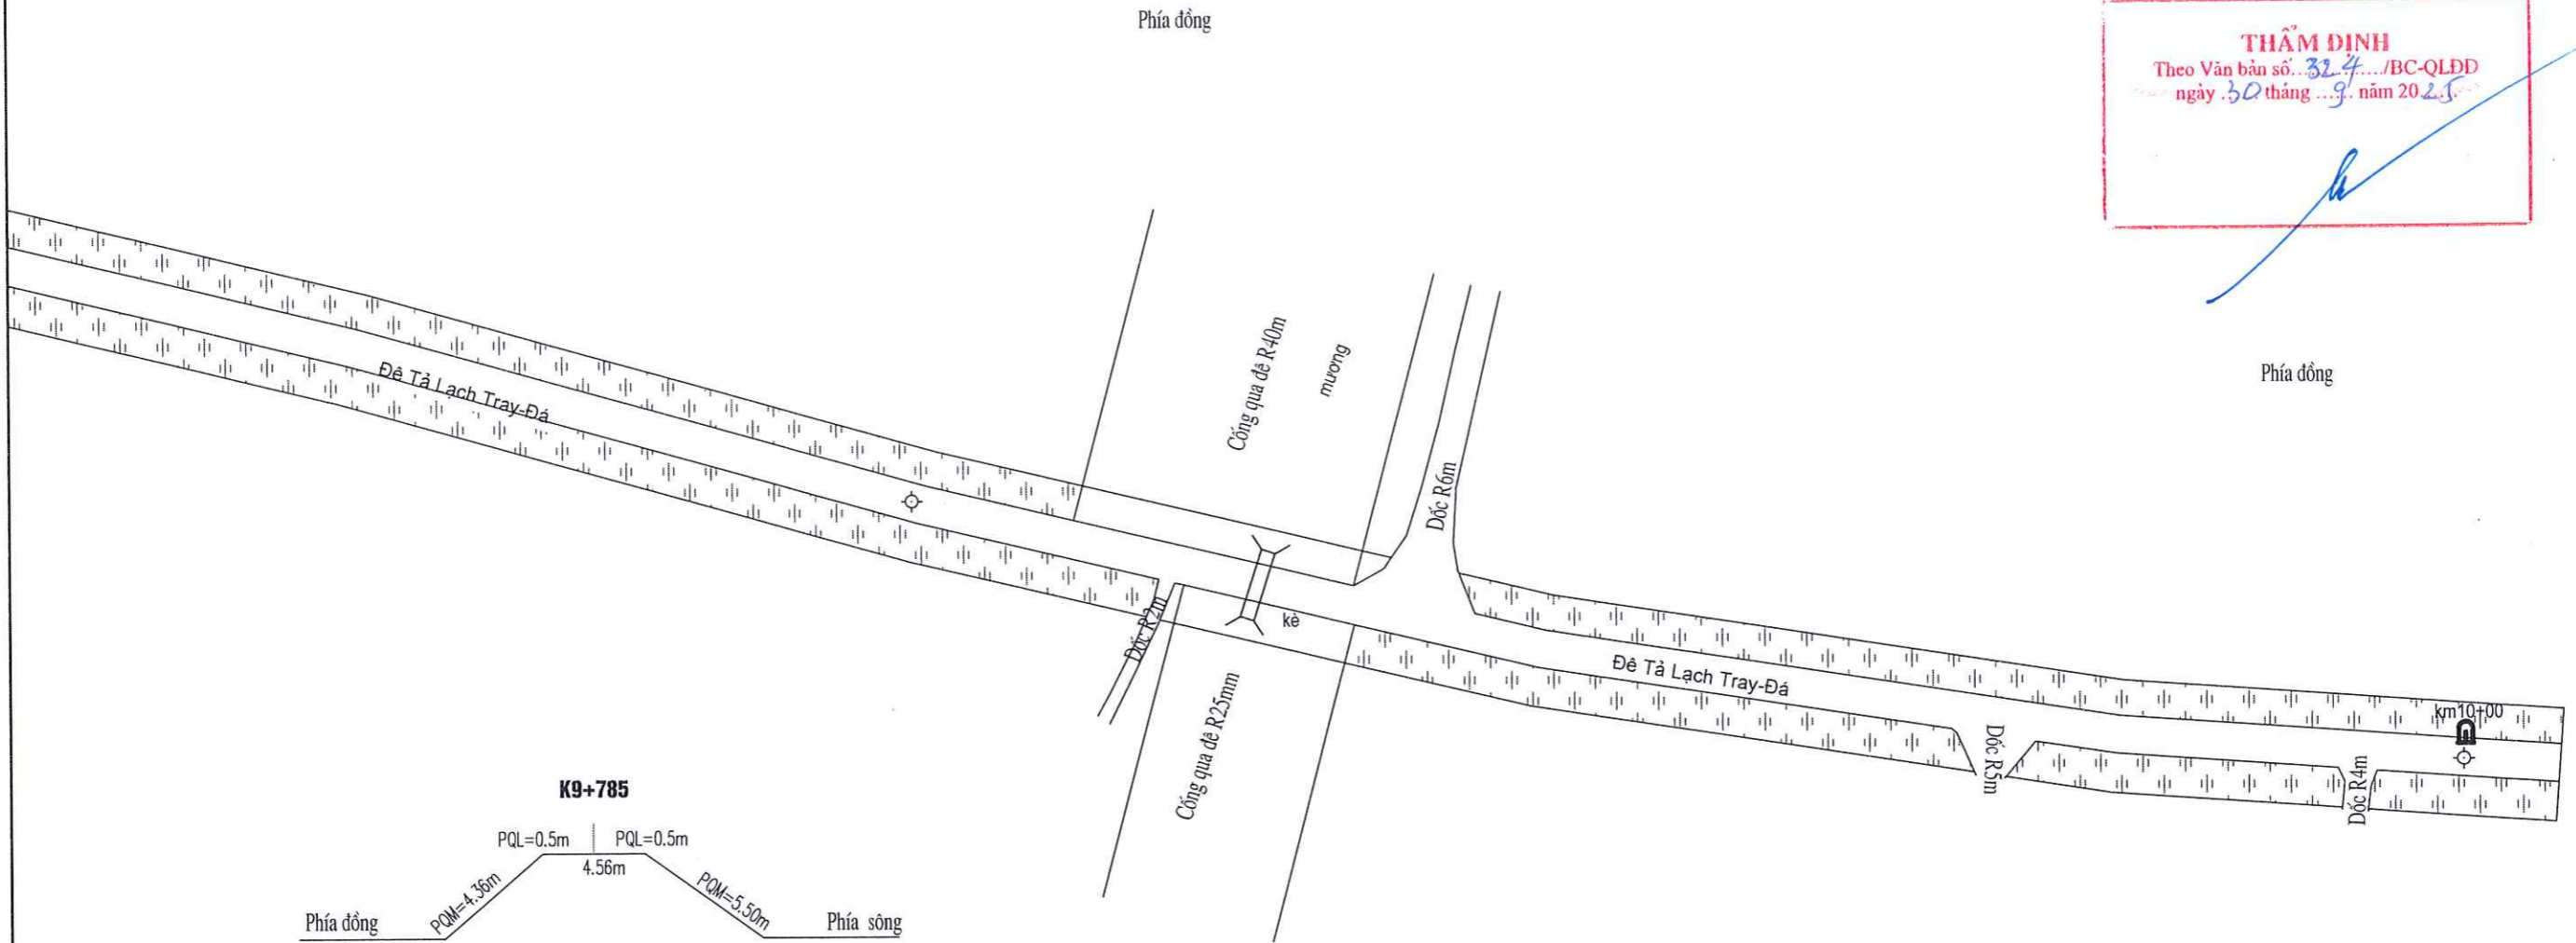 Phía đồng
THẨM ĐỊNH
Theo Văn bản số...324..../BC-QLĐD
ngày .30 tháng ....9.. năm 2025.
Cống qua đê R40m
mương
Phía đồng
Đê Tả Lạch Tray-Đá
Dốc R6m
Dốc R2m
kè
Đê Tả Lạch Tray-Đá
Cống qua đê R25mm
Dốc R5m
km10+00
Dốc R4m
K9+785
PQL=0.5m
PQL=0.5m
4.56m
PQM=4.36m
PQM=5.50m
Phía đồng
Phía sông